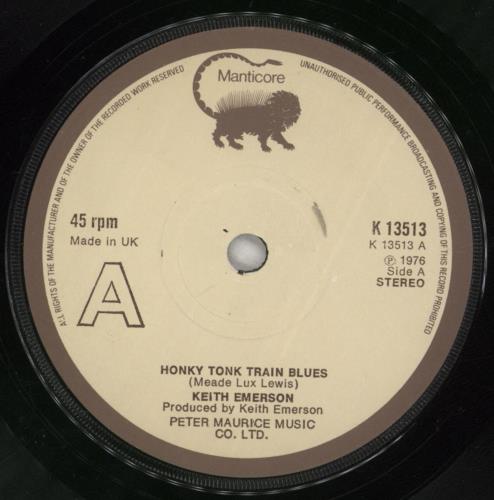 Manticore
ALL RIGHTS OF THE MANUFACTURER AND OF THE OWNER OF THE RECORDED WORK RESERVED
UNAUTHORISED PUBLIC PERFORMANCE BROADCASTING AND COPYING OF THIS RECORD PROHIBITED
45 rpm
Made in UK
A
K 13513
K 13513 A
Ⓟ 1976
Side A
STEREO
HONKY TONK TRAIN BLUES
(Meade Lux Lewis)
KEITH EMERSON
Produced by Keith Emerson
PETER MAURICE MUSIC
CO. LTD.